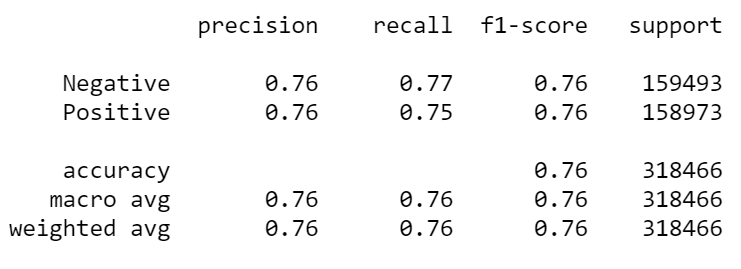 precision recall f1-score support
Negative 0.76 0.77 0.76 159493
Positive 0.76 0.75 0.76 158973
accuracy 0.76 318466
macro avg 0.76 0.76 0.76 318466
weighted avg 0.76 0.76 0.76 318466